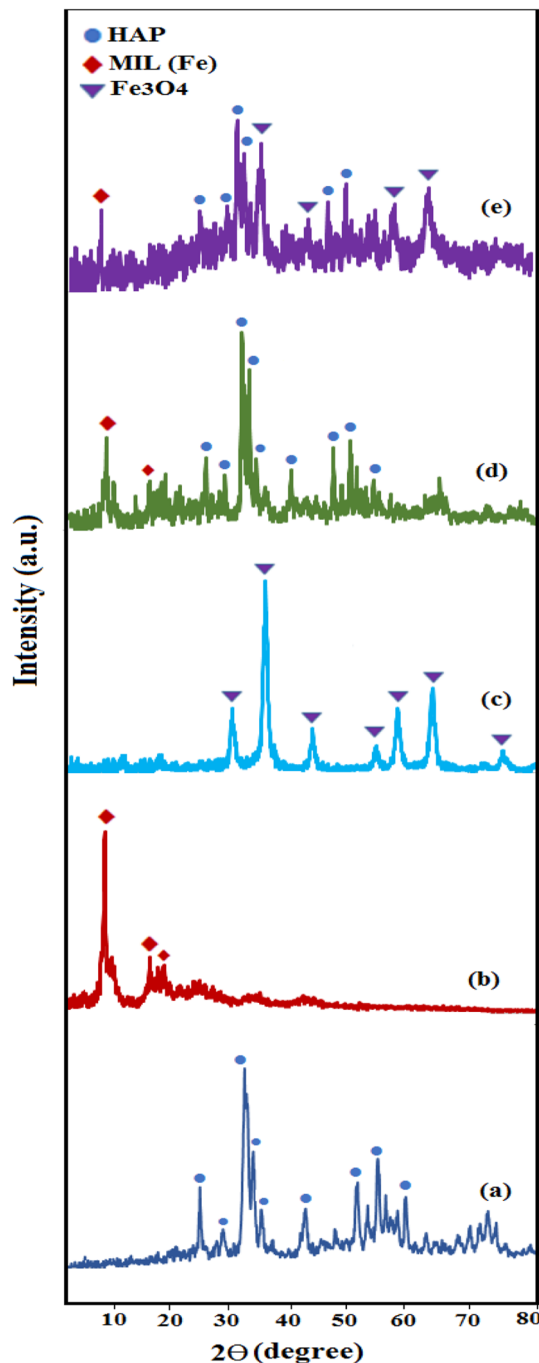 HAP
MIL (Fe)
Fe3O4
(e)
(d)
(c)
(b)
(a)
Intensity (a.u.)
10 20 30 40 50 60 70 80
2Θ (degree)